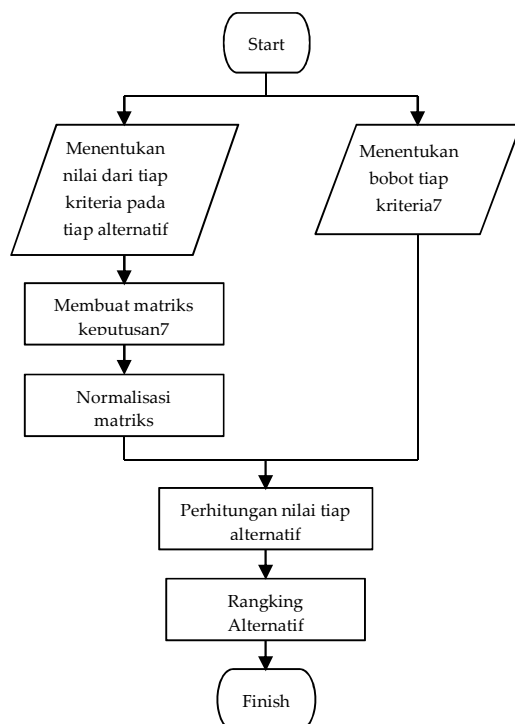 Start
Menentukan
nilai dari tiap
kriteria pada
tiap alternatif
Menentukan
bobot tiap
kriteria7
Membuat matriks
keputusan7
Normalisasi
matriks
Perhitungan nilai tiap
alternatif
Rangking
Alternatif
Finish